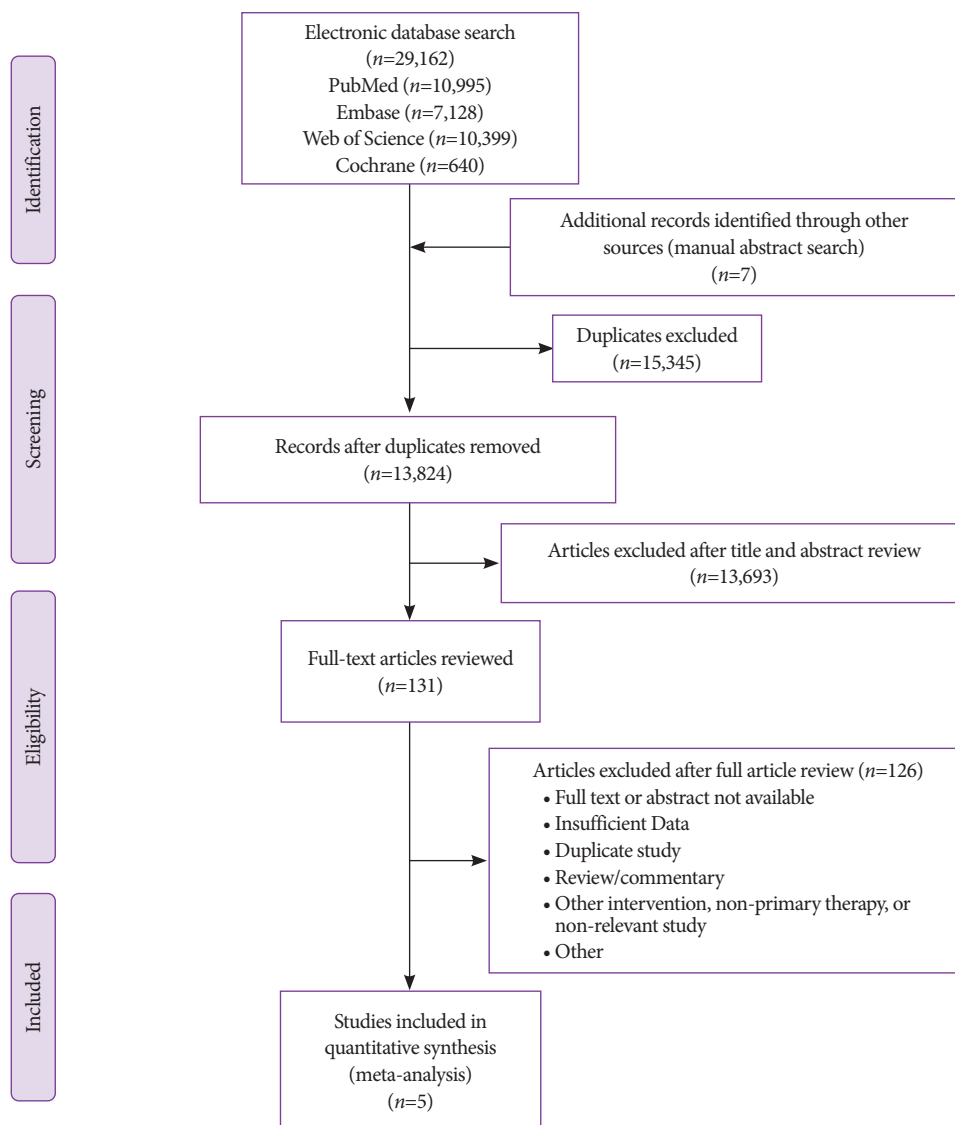 Identification
Electronic database search
(n=29,162)
PubMed (n=10,995)
Embase (n=7,128)
Web of Science (n=10,399)
Cochrane (n=640)
Additional records identified through other
sources (manual abstract search)
(n=7)
Screening
Duplicates excluded
(n=15,345)
Records after duplicates removed
(n=13,824)
Articles excluded after title and abstract review
(n=13,693)
Eligibility
Full-text articles reviewed
(n=131)
Articles excluded after full article review (n=126)
• Full text or abstract not available
• Insufficient Data
• Duplicate study
• Review/commentary
• Other intervention, non-primary therapy, or
non-relevant study
• Other
Included
Studies included in
quantitative synthesis
(meta-analysis)
(n=5)